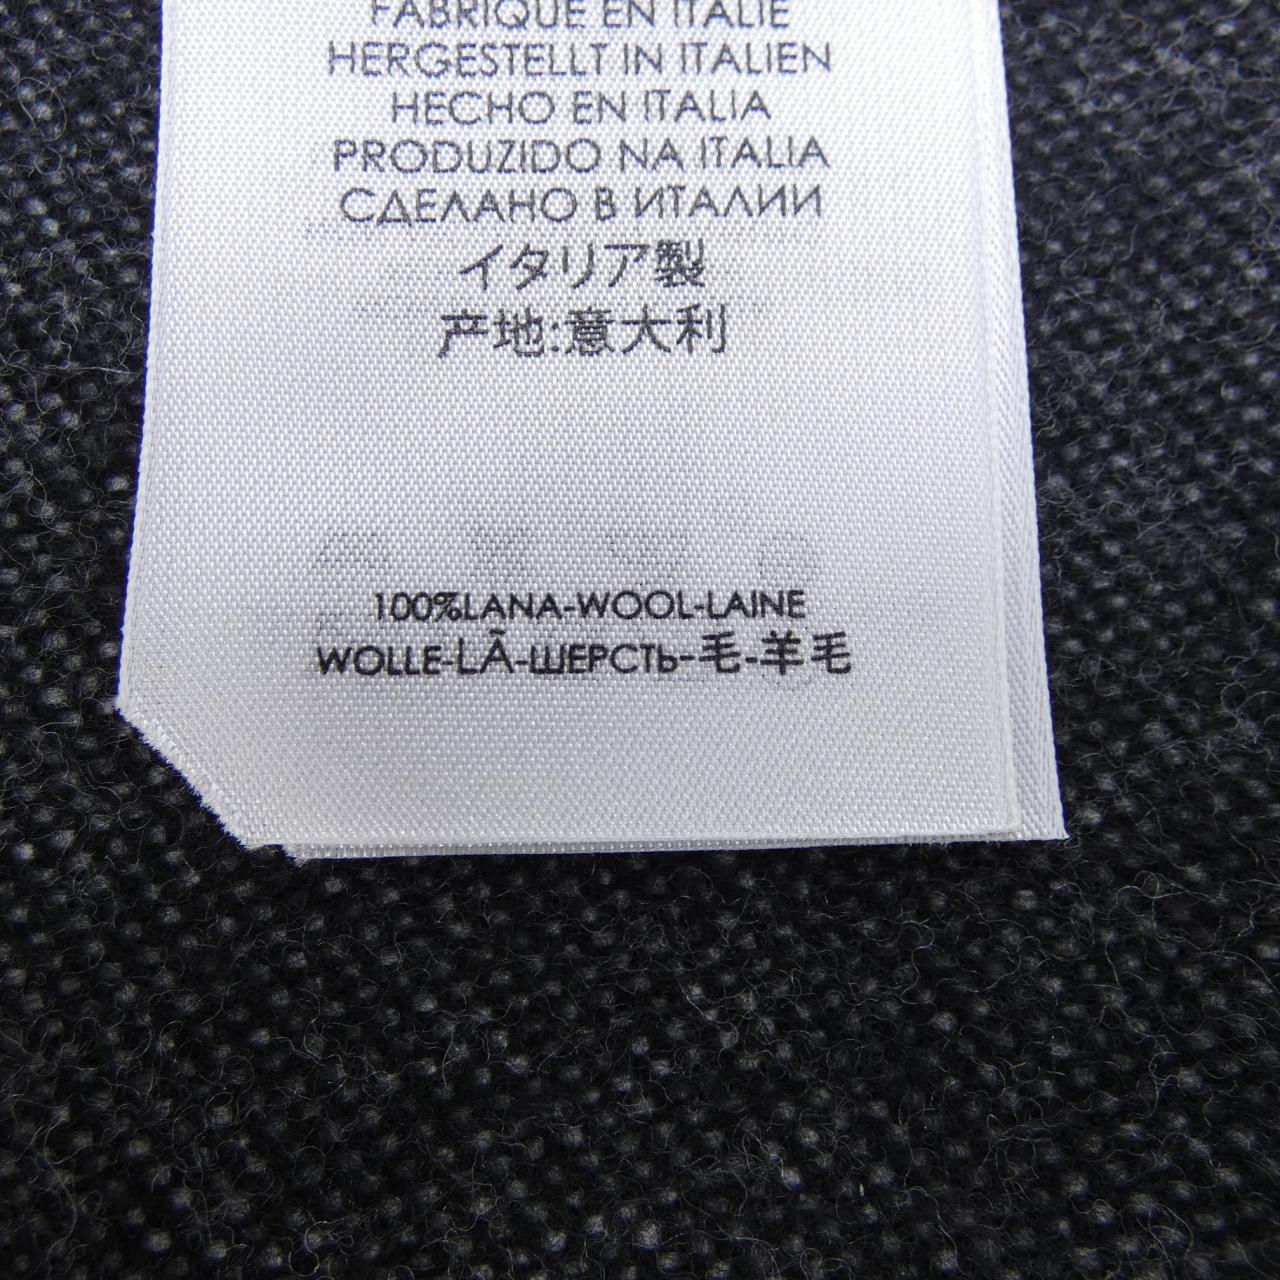 FABRIQUÉ EN ITALIE
HERGESTELLT IN ITALIEN
HECHO EN ITALIA
PRODUZIDO NA ITALIA
СДЕЛАНО В ИТАЛИИ
イタリア製
产地:意大利
100%LANA-WOOL-LAINE
WOLLE-LÃ-ШЕРСТЬ-毛-羊毛